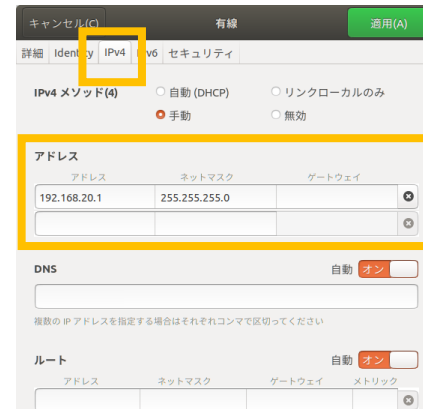 キャンセル(C) 有線 適用(A)
詳細 Identity IPv4 IPv6 セキュリティ
IPv4 メソッド(4) 自動 (DHCP) リンクローカルのみ
手動 無効
アドレス
アドレス ネットマスク ゲートウェイ
192.168.20.1 255.255.255.0
DNS 自動 オン
複数の IP アドレスを指定する場合はそれぞれコンマで区切ってください
ルート 自動 オン
アドレス ネットマスク ゲートウェイ メトリック